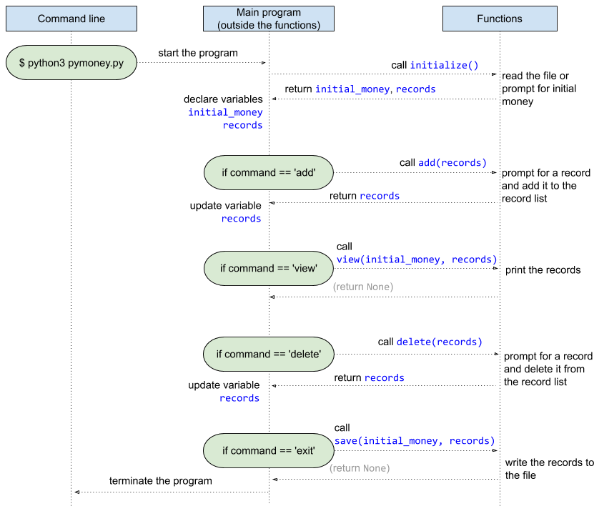 Command line
Main program
(outside the functions)
Functions
$ python3 pymoney.py
start the program
call initialize()
read the file or
prompt for initial
money
return initial_money, records
declare variables
initial_money
records
if command == 'add'
call add(records)
prompt for a record
and add it to the
record list
return records
update variable
records
if command == 'view'
call
view(initial_money, records)
print the records
(return None)
if command == 'delete'
call delete(records)
prompt for a record
and delete it from
the record list
return records
update variable
records
if command == 'exit'
call
save(initial_money, records)
write the records to
the file
(return None)
terminate the program